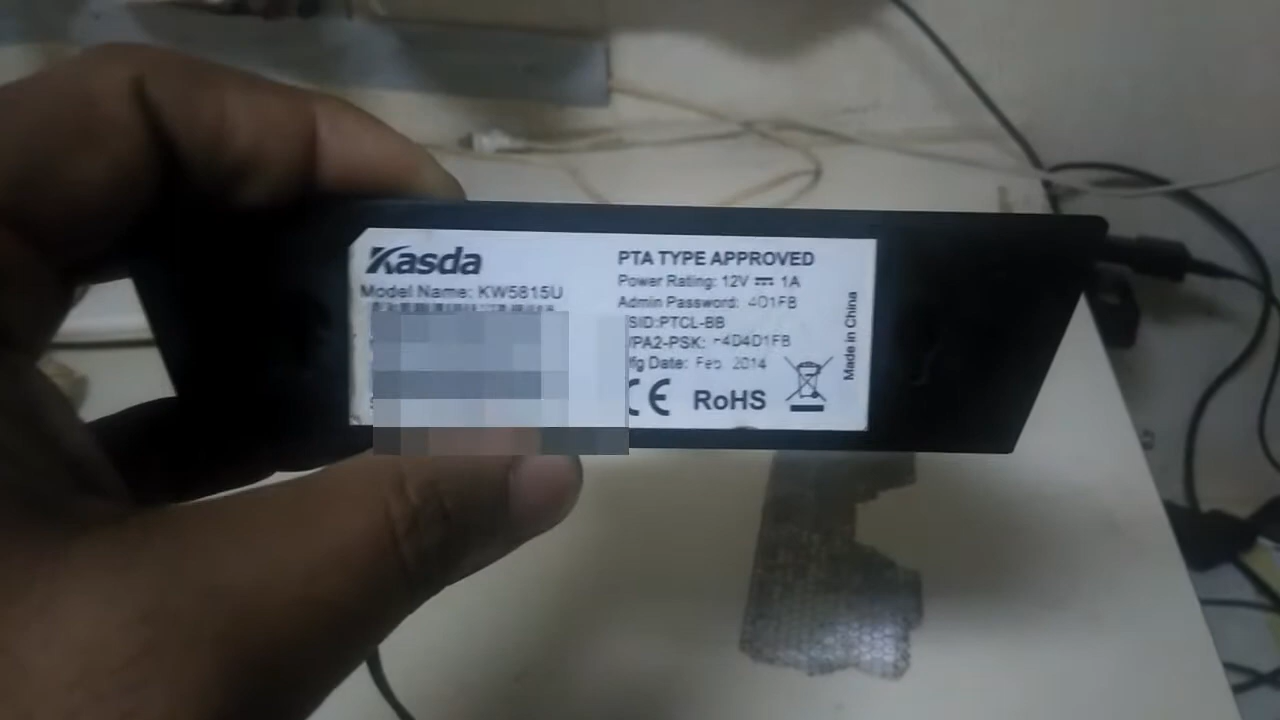 Kasda
Model Name: KW5815U
PTA TYPE APPROVED
Power Rating: 12V ⎓ 1A
Admin Password: 4D1FB
SID:PTCL-BB
PA2-PSK: 4D4D1FB
fg Date: Feb 2014
CE RoHS
Made in China